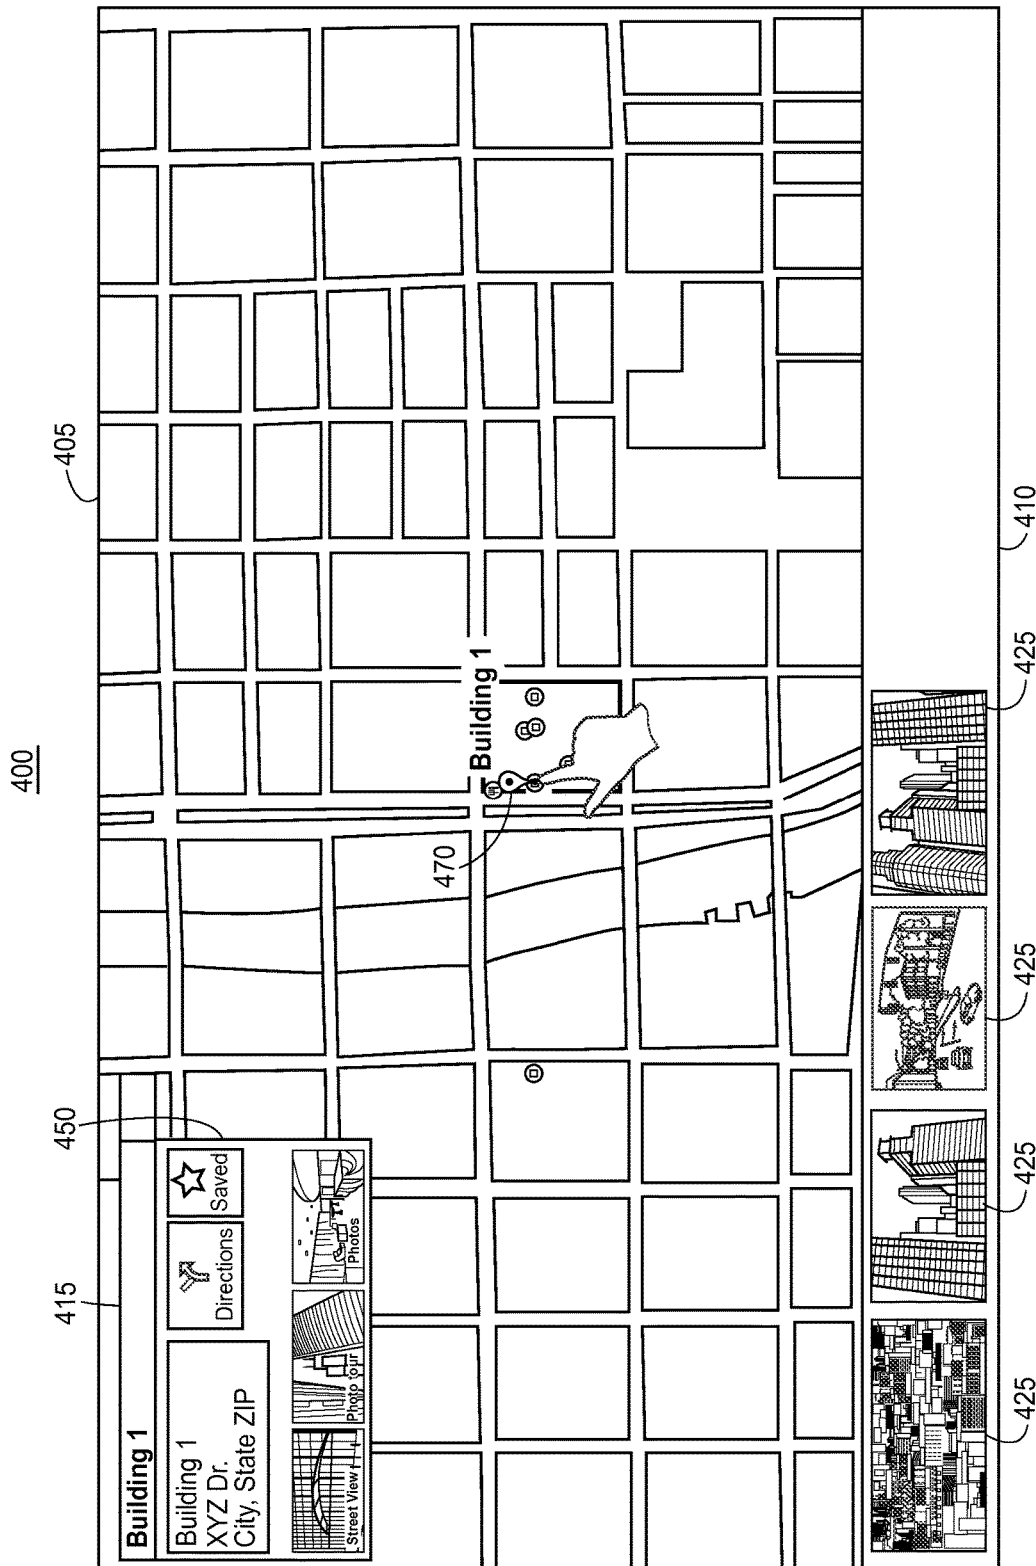 400
405
415
450
Building 1
Building 1
XYZ Dr.
City, State ZIP
Directions
Saved
Street View
Photo tour
Photos
Building 1
470
425
425
425
425
410